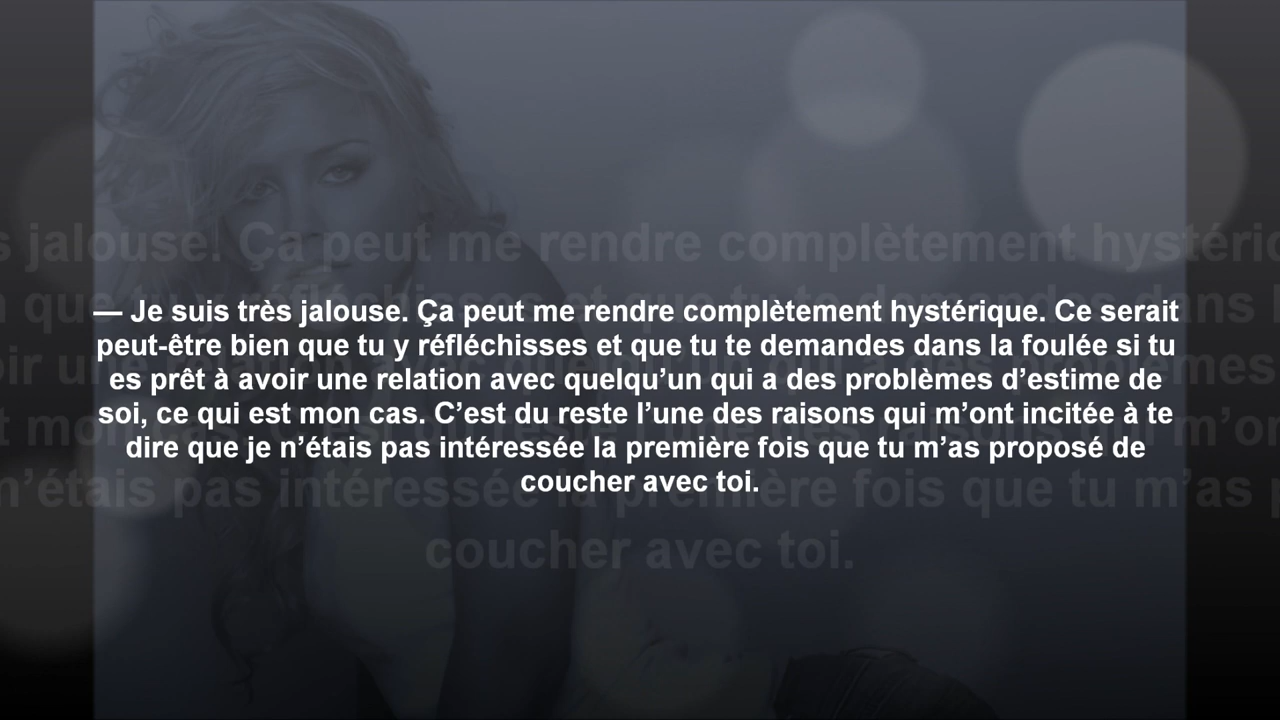 — Je suis très jalouse. Ça peut me rendre complètement hystérique. Ce serait
peut-être bien que tu y réfléchisses et que tu te demandes dans la foulée si tu
es prêt à avoir une relation avec quelqu’un qui a des problèmes d’estime de
soi, ce qui est mon cas. C’est du reste l’une des raisons qui m’ont incitée à te
dire que je n’étais pas intéressée la première fois que tu m’as proposé de
coucher avec toi.